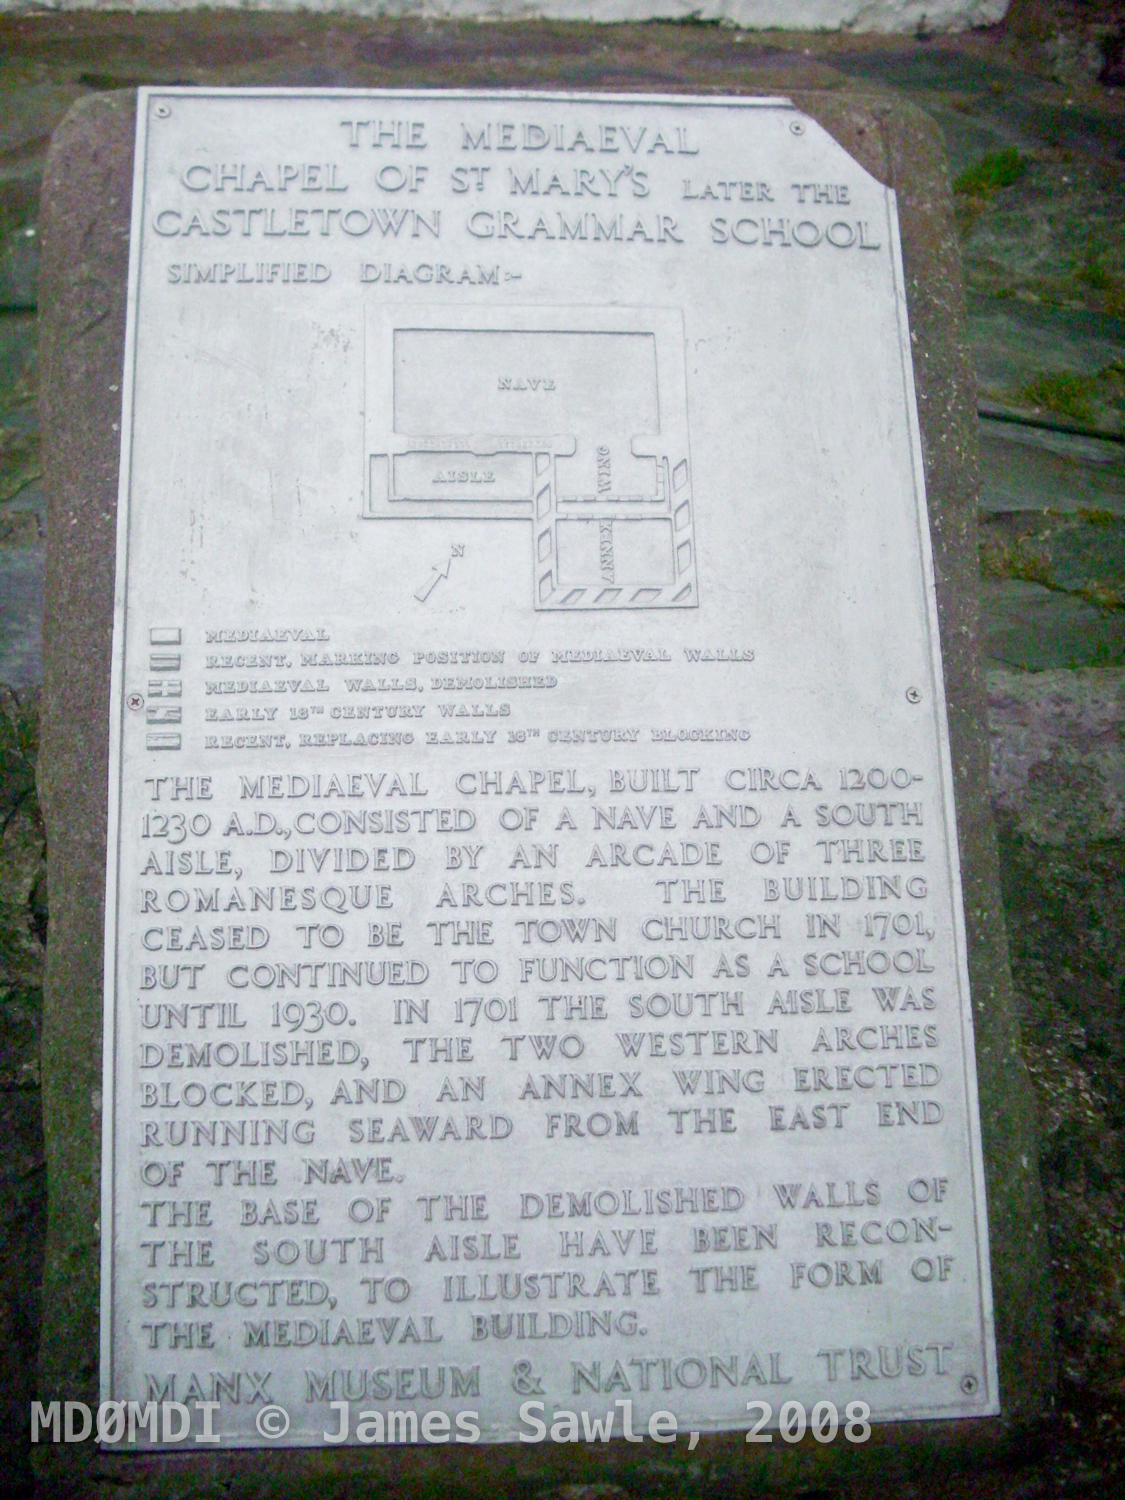 THE MEDIAEVAL
CHAPEL OF ST MARY'S LATER THE
CASTLETOWN GRAMMAR SCHOOL
SIMPLIFIED DIAGRAM:-
NAVE
AISLE
WING
ANNEX
N
MEDIAEVAL
RECENT, MARKING POSITION OF MEDIAEVAL WALLS
MEDIAEVAL WALLS, DEMOLISHED
EARLY 18TH CENTURY WALLS
RECENT, REPLACING EARLY 18TH CENTURY BLOCKING
THE MEDIAEVAL CHAPEL, BUILT CIRCA 1200-
1230 A.D., CONSISTED OF A NAVE AND A SOUTH
AISLE, DIVIDED BY AN ARCADE OF THREE
ROMANESQUE ARCHES. THE BUILDING
CEASED TO BE THE TOWN CHURCH IN 1701,
BUT CONTINUED TO FUNCTION AS A SCHOOL
UNTIL 1930. IN 1701 THE SOUTH AISLE WAS
DEMOLISHED, THE TWO WESTERN ARCHES
BLOCKED, AND AN ANNEX WING ERECTED
RUNNING SEAWARD FROM THE EAST END
OF THE NAVE.
THE BASE OF THE DEMOLISHED WALLS OF
THE SOUTH AISLE HAVE BEEN RECON-
STRUCTED, TO ILLUSTRATE THE FORM OF
THE MEDIAEVAL BUILDING.
MANX MUSEUM & NATIONAL TRUST
MDØMDI © James Sawle, 2008